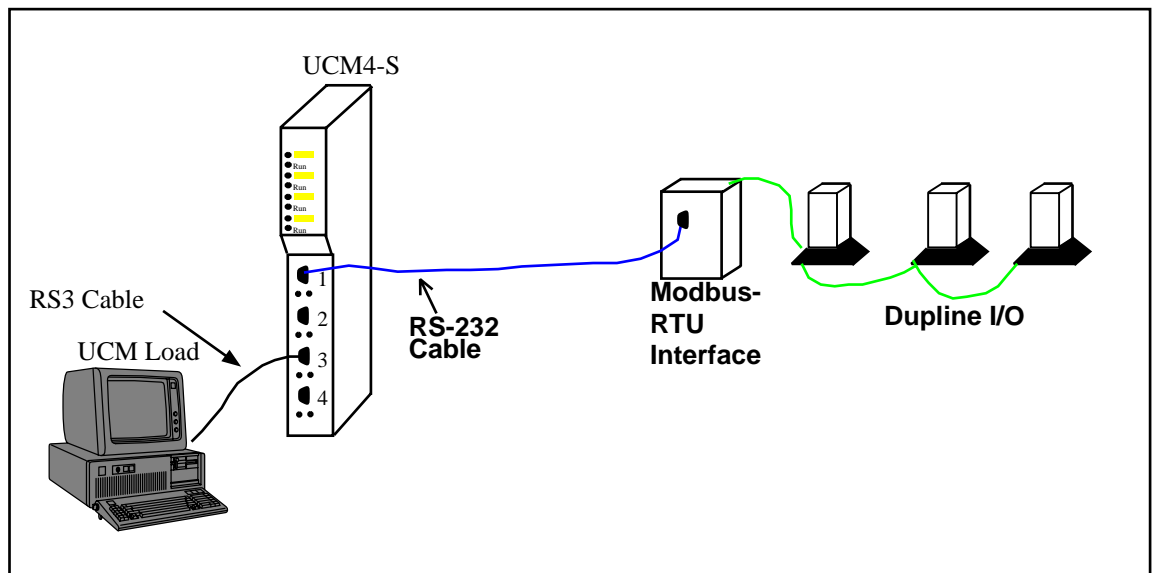 UCM4-S
Run
Run
Run
Run
1
2
3
4
RS3 Cable
UCM Load
RS-232
Cable
Modbus-
RTU
Interface
Dupline I/O